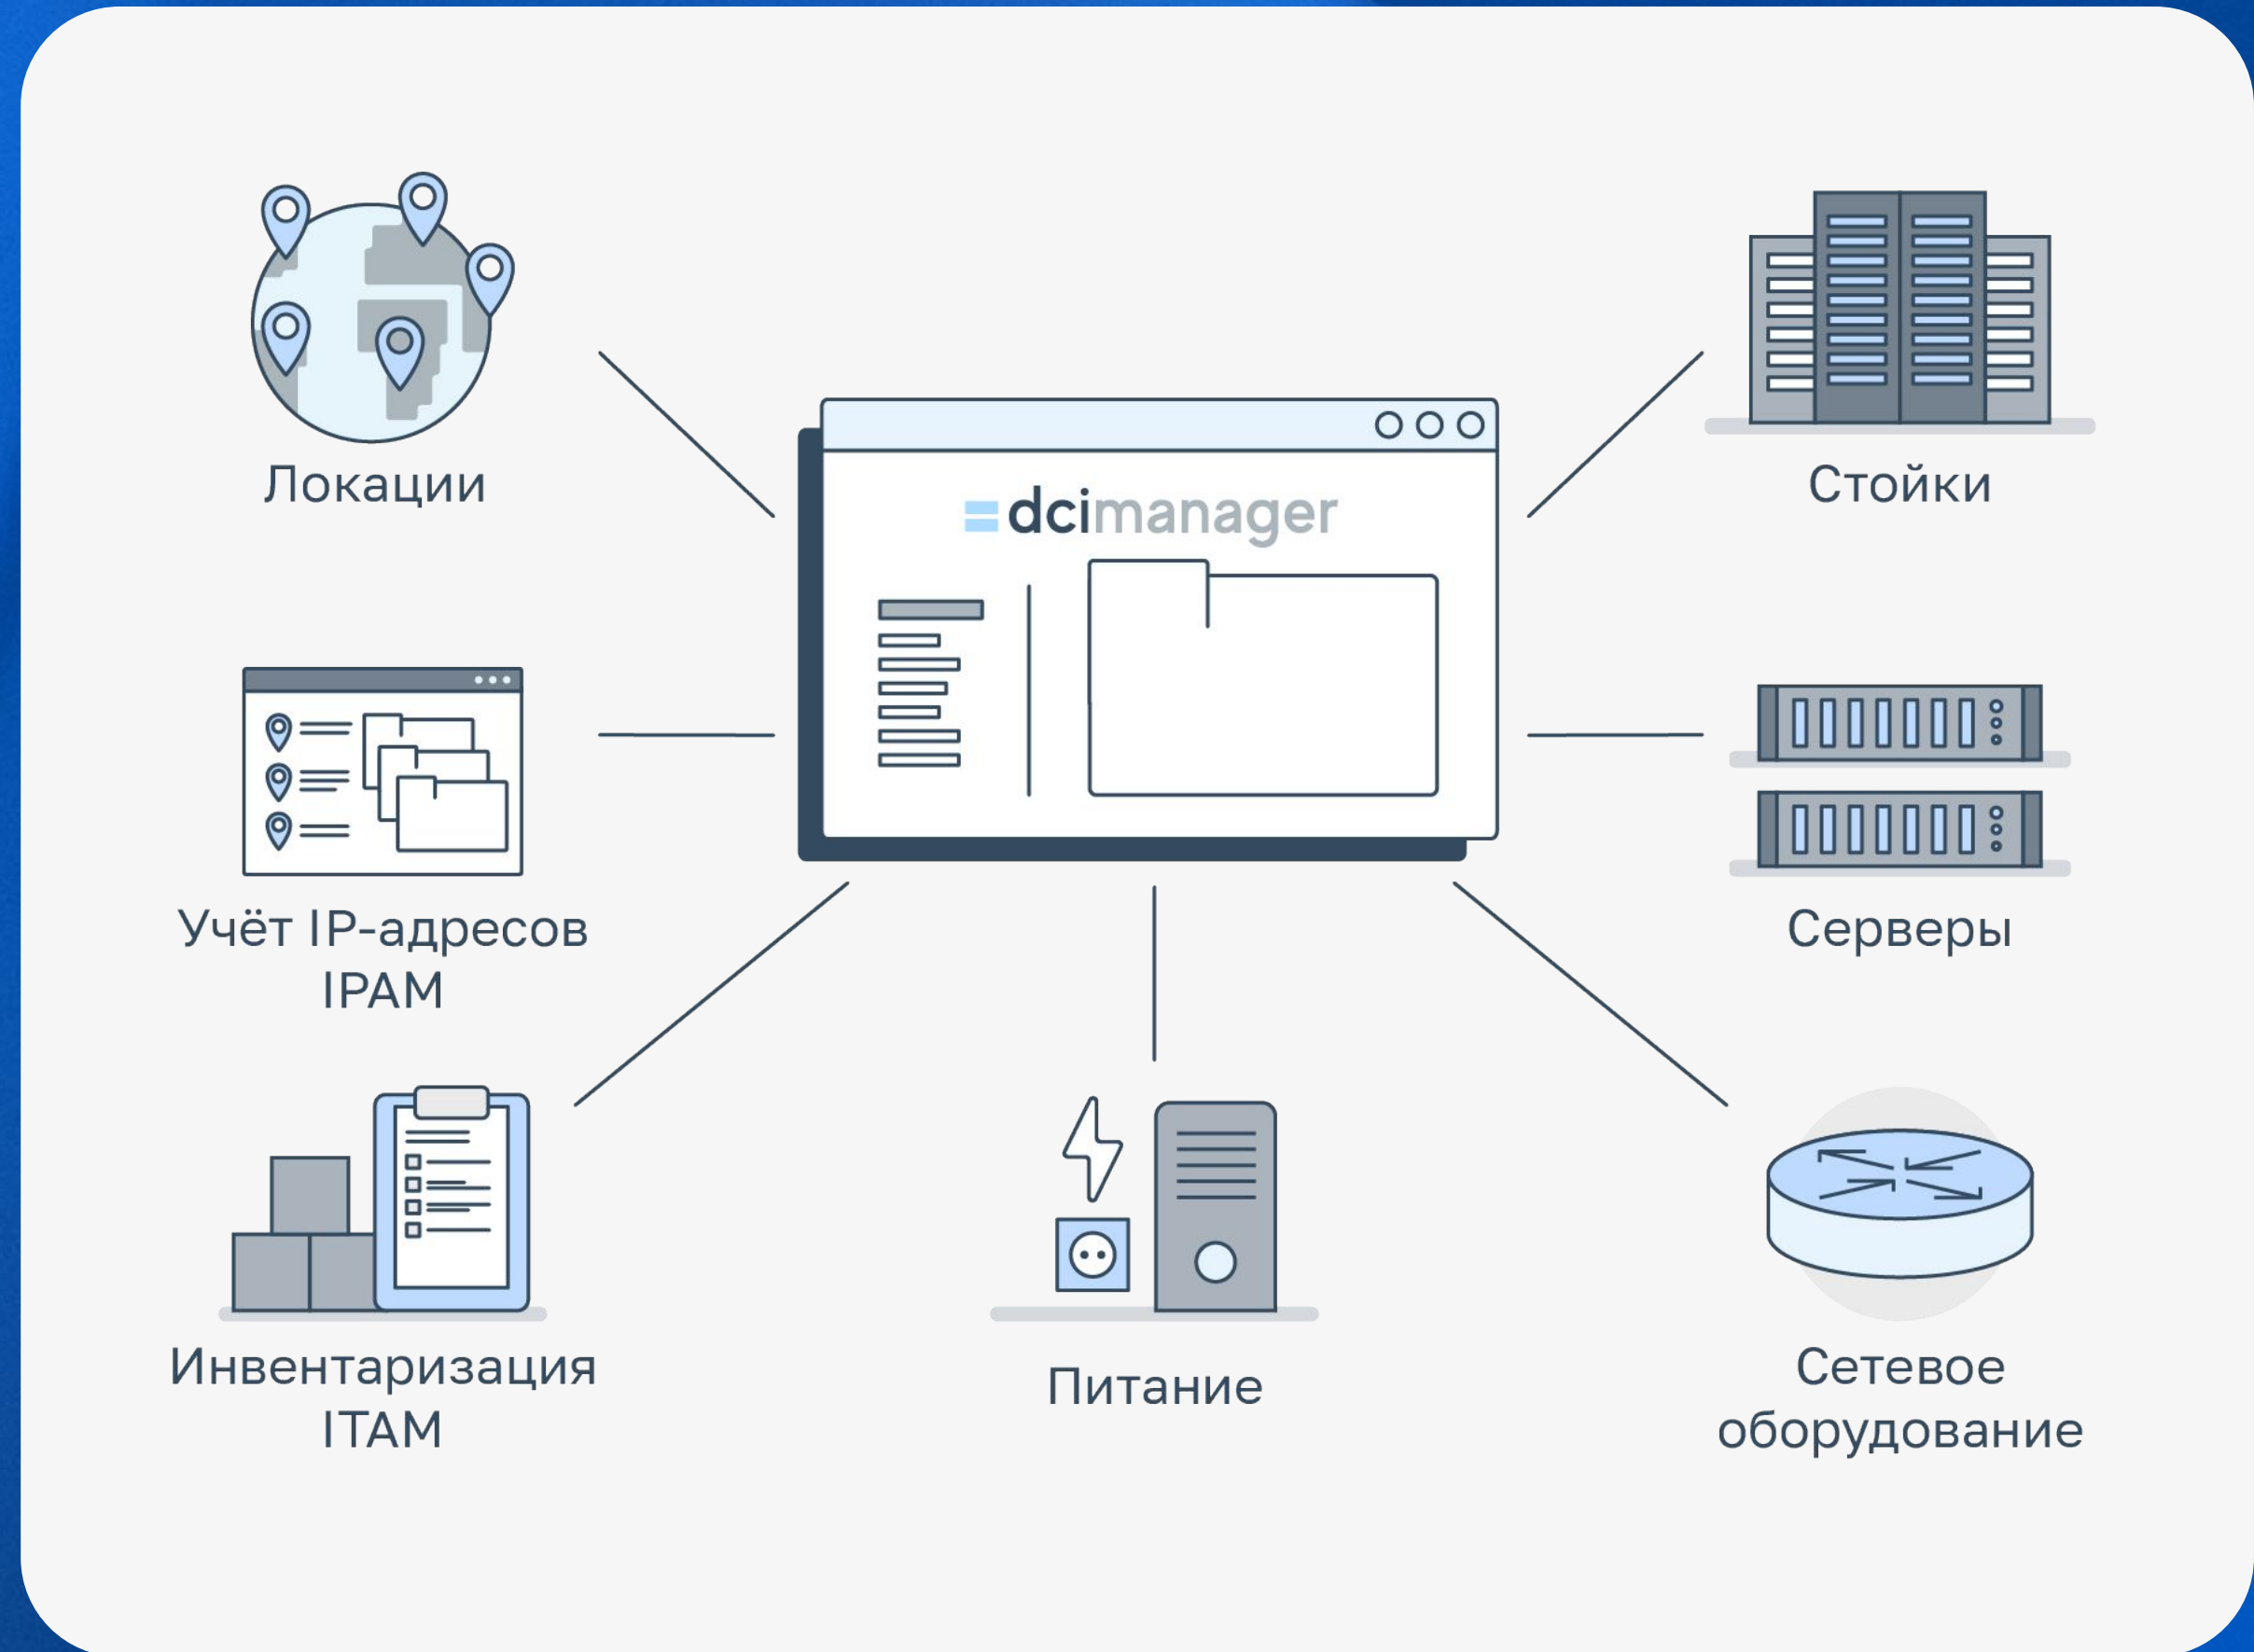 Локации
Стойки
dcimanager
Учёт IP-адресов
IPAM
Серверы
Инвентаризация
ITAM
Питание
Сетевое
оборудование